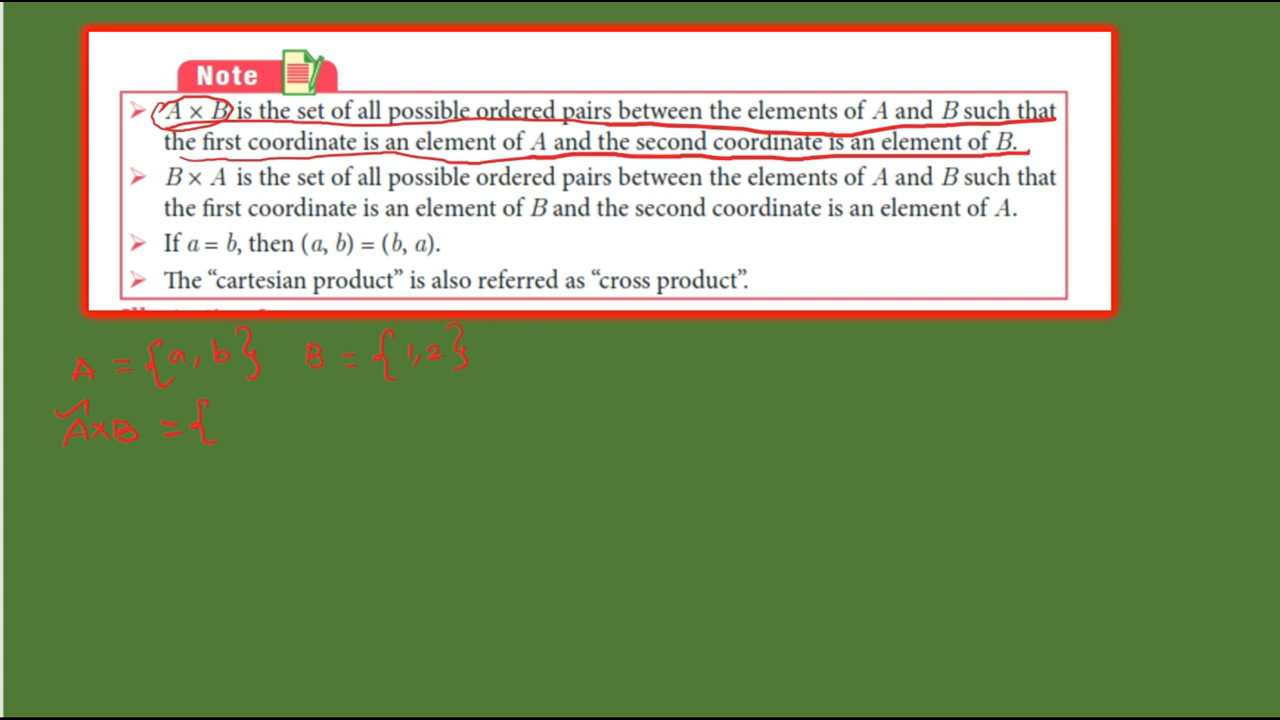 Note
➤ A × B is the set of all possible ordered pairs between the elements of A and B such that
the first coordinate is an element of A and the second coordinate is an element of B.
➤ B × A is the set of all possible ordered pairs between the elements of A and B such that
the first coordinate is an element of B and the second coordinate is an element of A.
➤ If a = b, then (a, b) = (b, a).
➤ The “cartesian product” is also referred as “cross product”.
A = {a, b} B = {1, 2}
A×B = {